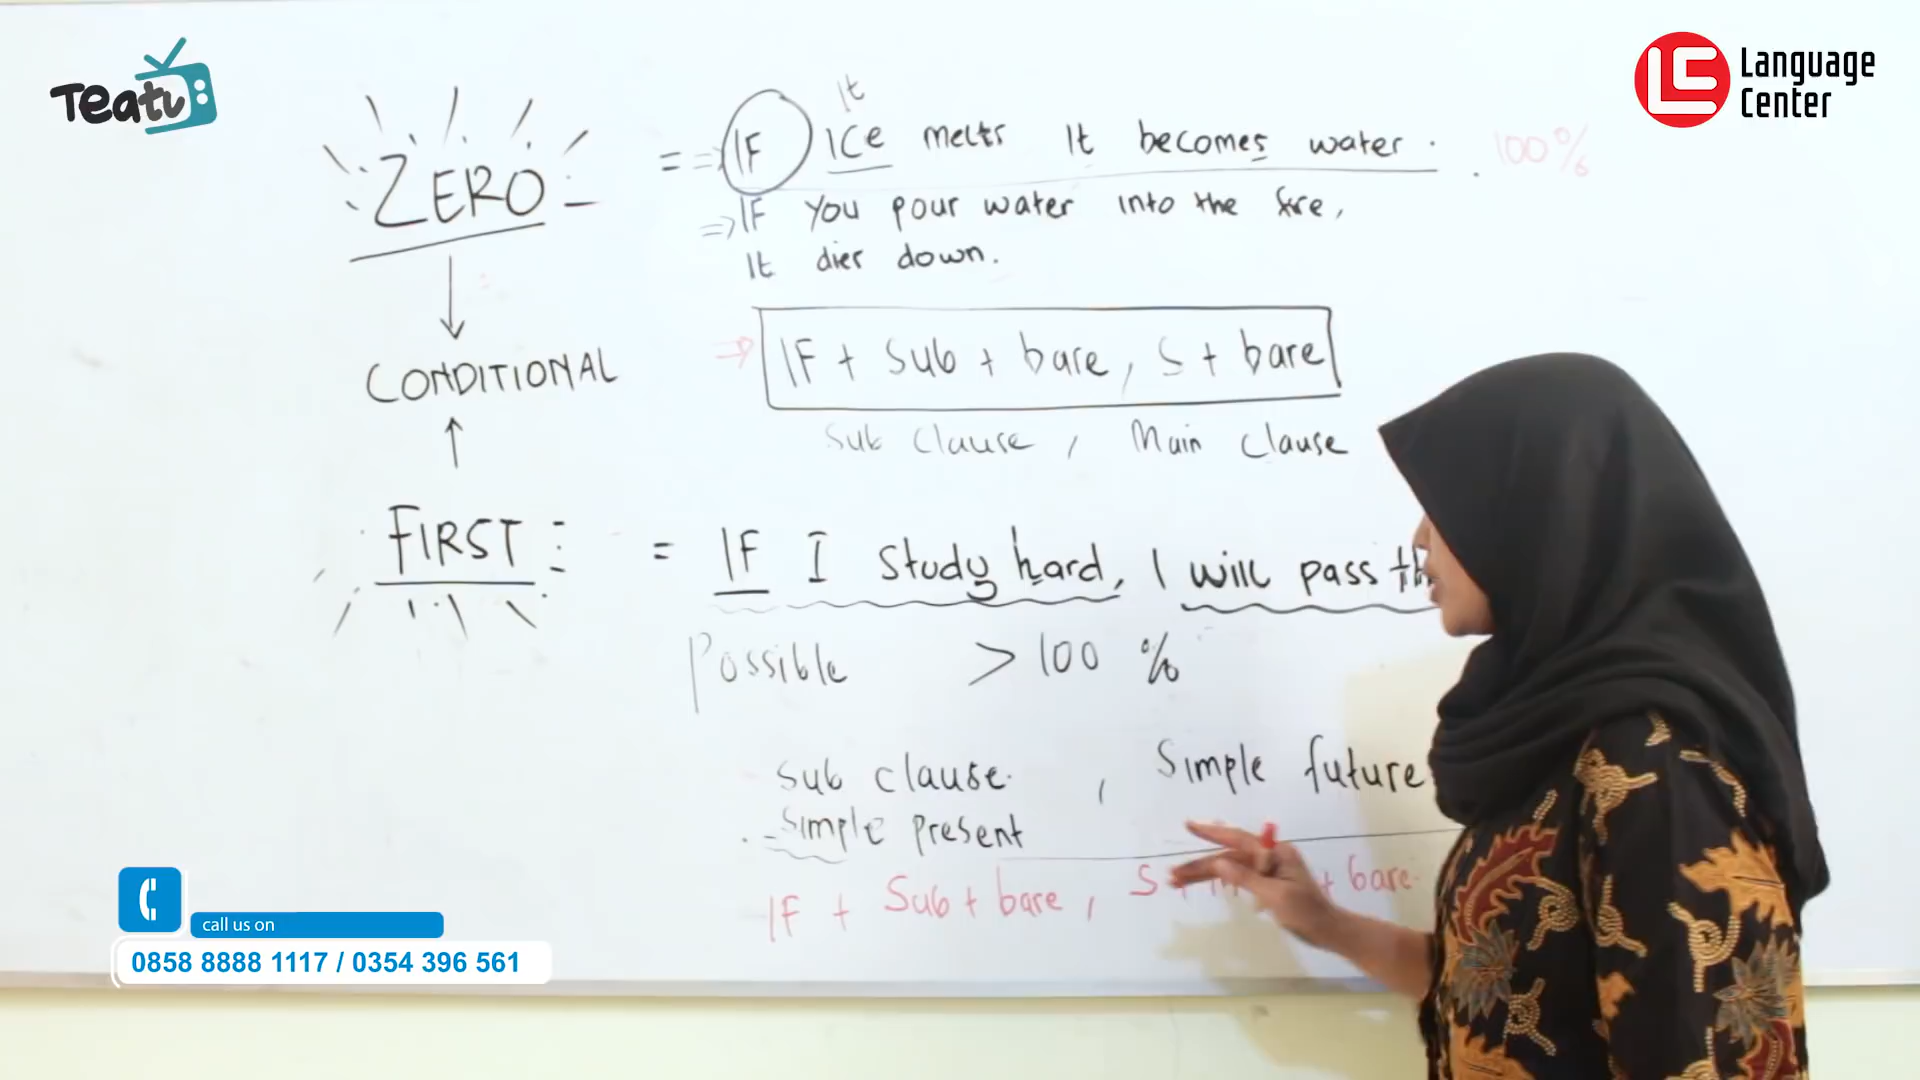 Teatv
LC Language Center
It
ZERO
= => IF ICe melts It becomes water . 100%
=> IF You pour water into the fire,
It dies down.
=> IF + Sub + bare, S + bare
CONDITIONAL
Sub Clause , Main Clause
FIRST = IF I study hard, I will pass
Possible > 100 %
Sub clause. , Simple future
- Simple present
IF + Sub + bare , S + + bare.
call us on
0858 8888 1117 / 0354 396 561